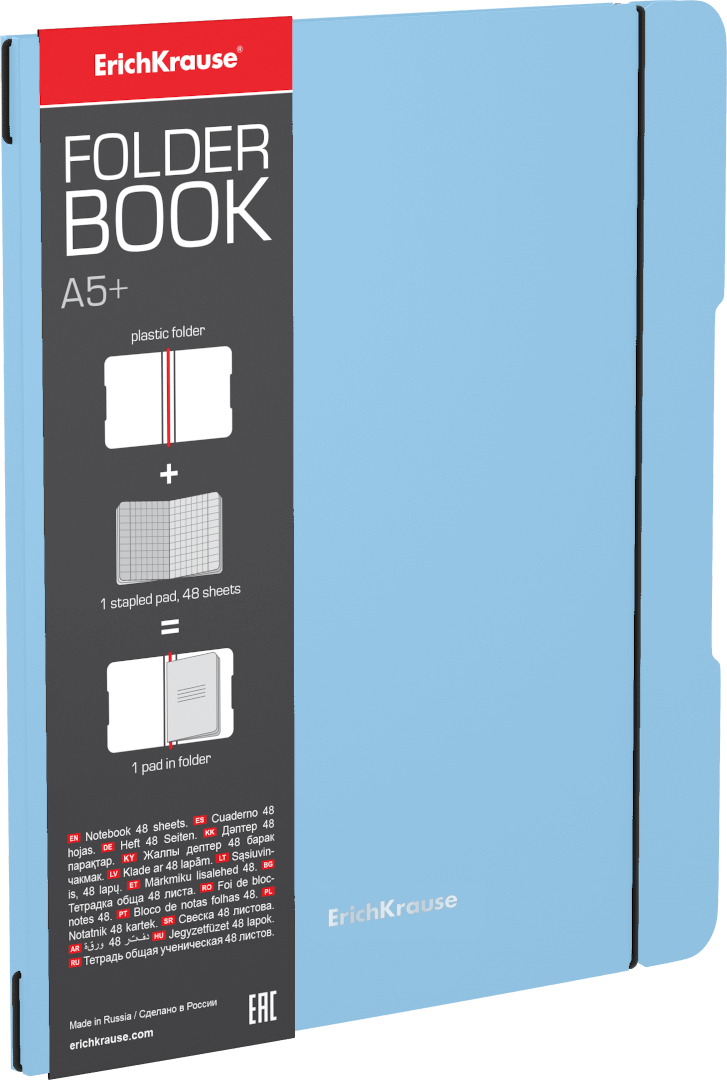 ErichKrause®
FOLDER
BOOK
A5+
plastic folder
+
1 stapled pad, 48 sheets
=
1 pad in folder
EN Notebook 48 sheets. ES Cuaderno 48
hojas. DE Heft 48 Seiten. KK Дәптер 48
парақтар. KY Жалпы дептер 48 барак
чакмак. LV Klade ar 48 lapām. LT Sąsiuvin-
is, 48 lapų. ET Märkmiku lisalehed 48. BG
Тетрадка обща 48 листа. RO Foi de bloc-
notes 48. PT Bloco de notas folhas 48. PL
Notatnik 48 kartek. SR Свеска 48 листова.
AR دفتر 48 ورقة HU Jegyzetfüzet 48 lapok.
RU Тетрадь общая ученическая 48 листов.
Made in Russia / Сделано в России
erichkrause.com
EAC
ErichKrause